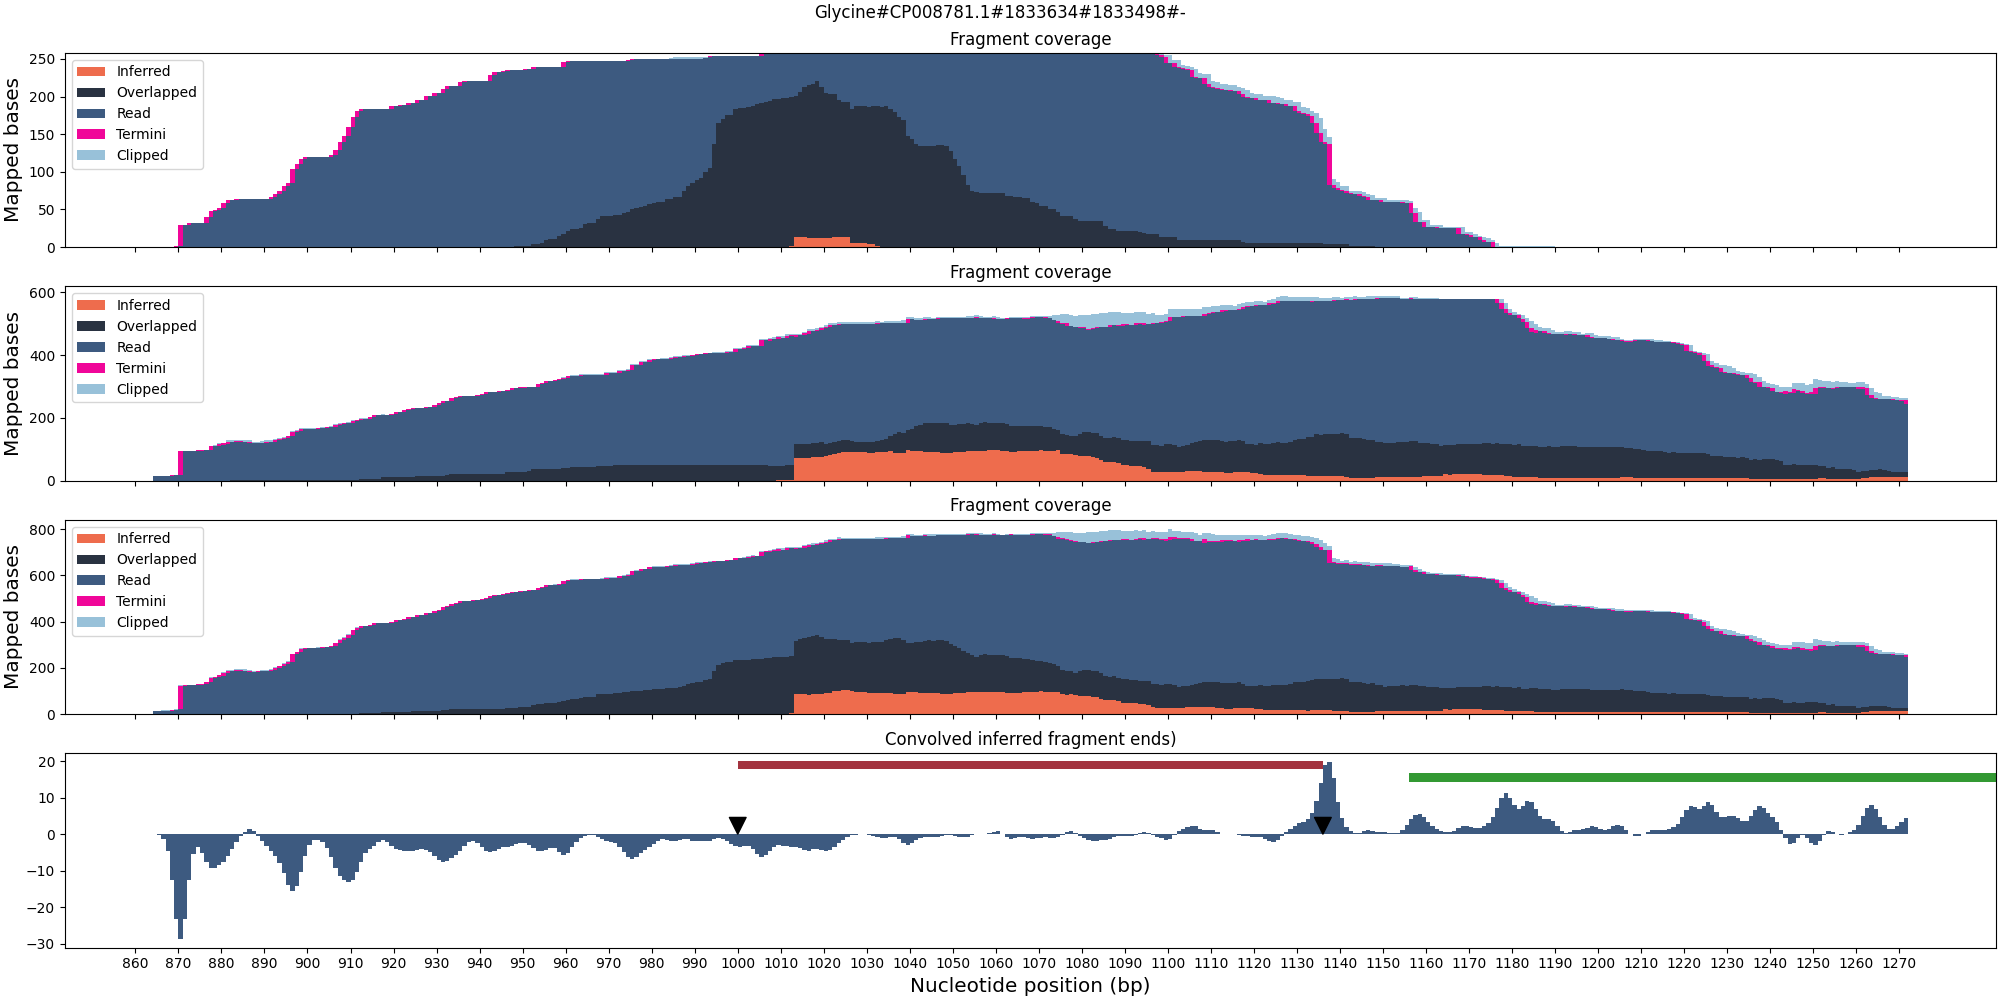 Glycine#CP008781.1#1833634#1833498#-
Fragment coverage
Mapped bases
250
200
150
100
50
0
Inferred
Overlapped
Read
Termini
Clipped
Fragment coverage
Mapped bases
600
400
200
0
Inferred
Overlapped
Read
Termini
Clipped
Fragment coverage
Mapped bases
800
600
400
200
0
Inferred
Overlapped
Read
Termini
Clipped
Convolved inferred fragment ends)
20
10
0
−10
−20
−30
860 870 880 890 900 910 920 930 940 950 960 970 980 990 1000 1010 1020 1030 1040 1050 1060 1070 1080 1090 1100 1110 1120 1130 1140 1150 1160 1170 1180 1190 1200 1210 1220 1230 1240 1250 1260 1270
Nucleotide position (bp)